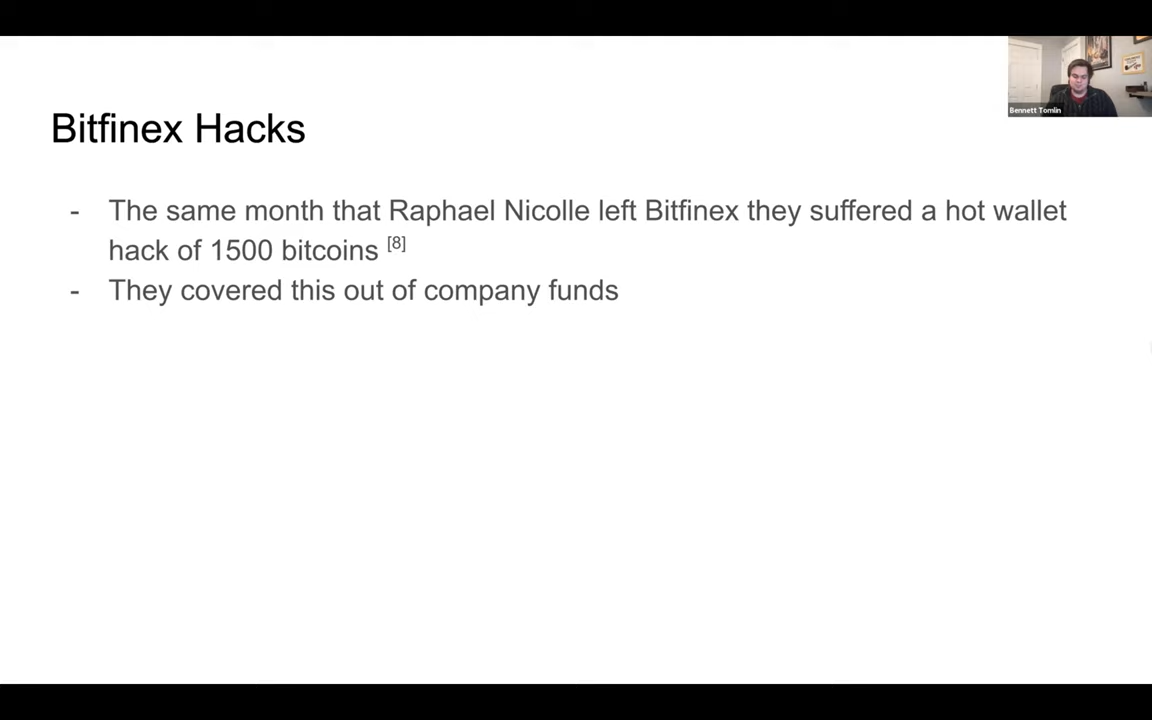 Bennett Tomlin
Bitfinex Hacks
- The same month that Raphael Nicolle left Bitfinex they suffered a hot wallet
hack of 1500 bitcoins [8]
- They covered this out of company funds